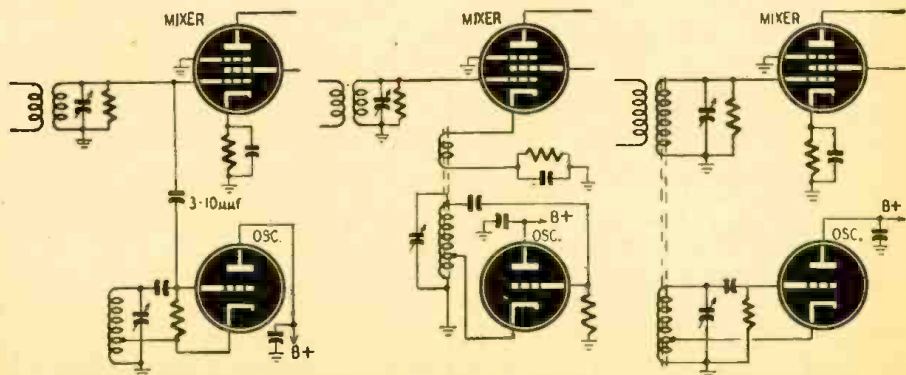 MIXER
MIXER
MIXER
3-10µµf
OSC.
B+
B+
OSC.
B+
OSC.